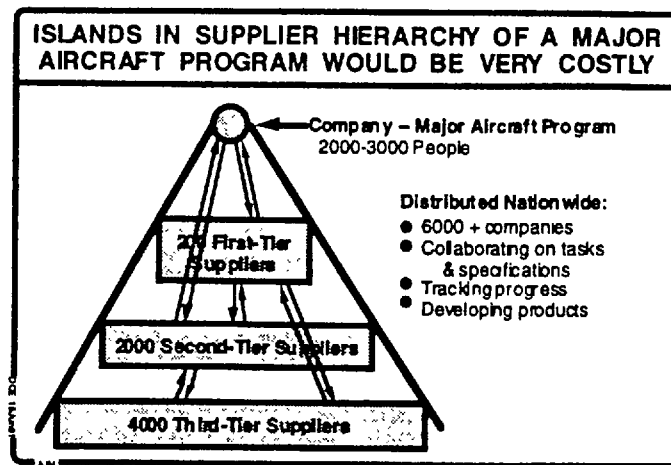 ISLANDS IN SUPPLIER HIERARCHY OF A MAJOR
AIRCRAFT PROGRAM WOULD BE VERY COSTLY
Company – Major Aircraft Program
2000-3000 People
First-Tier
Suppliers
2000 Second-Tier Suppliers
4000 Third-Tier Suppliers
Distributed Nationwide:
● 6000 + companies
● Collaborating on tasks
& specifications
● Tracking progress
● Developing products